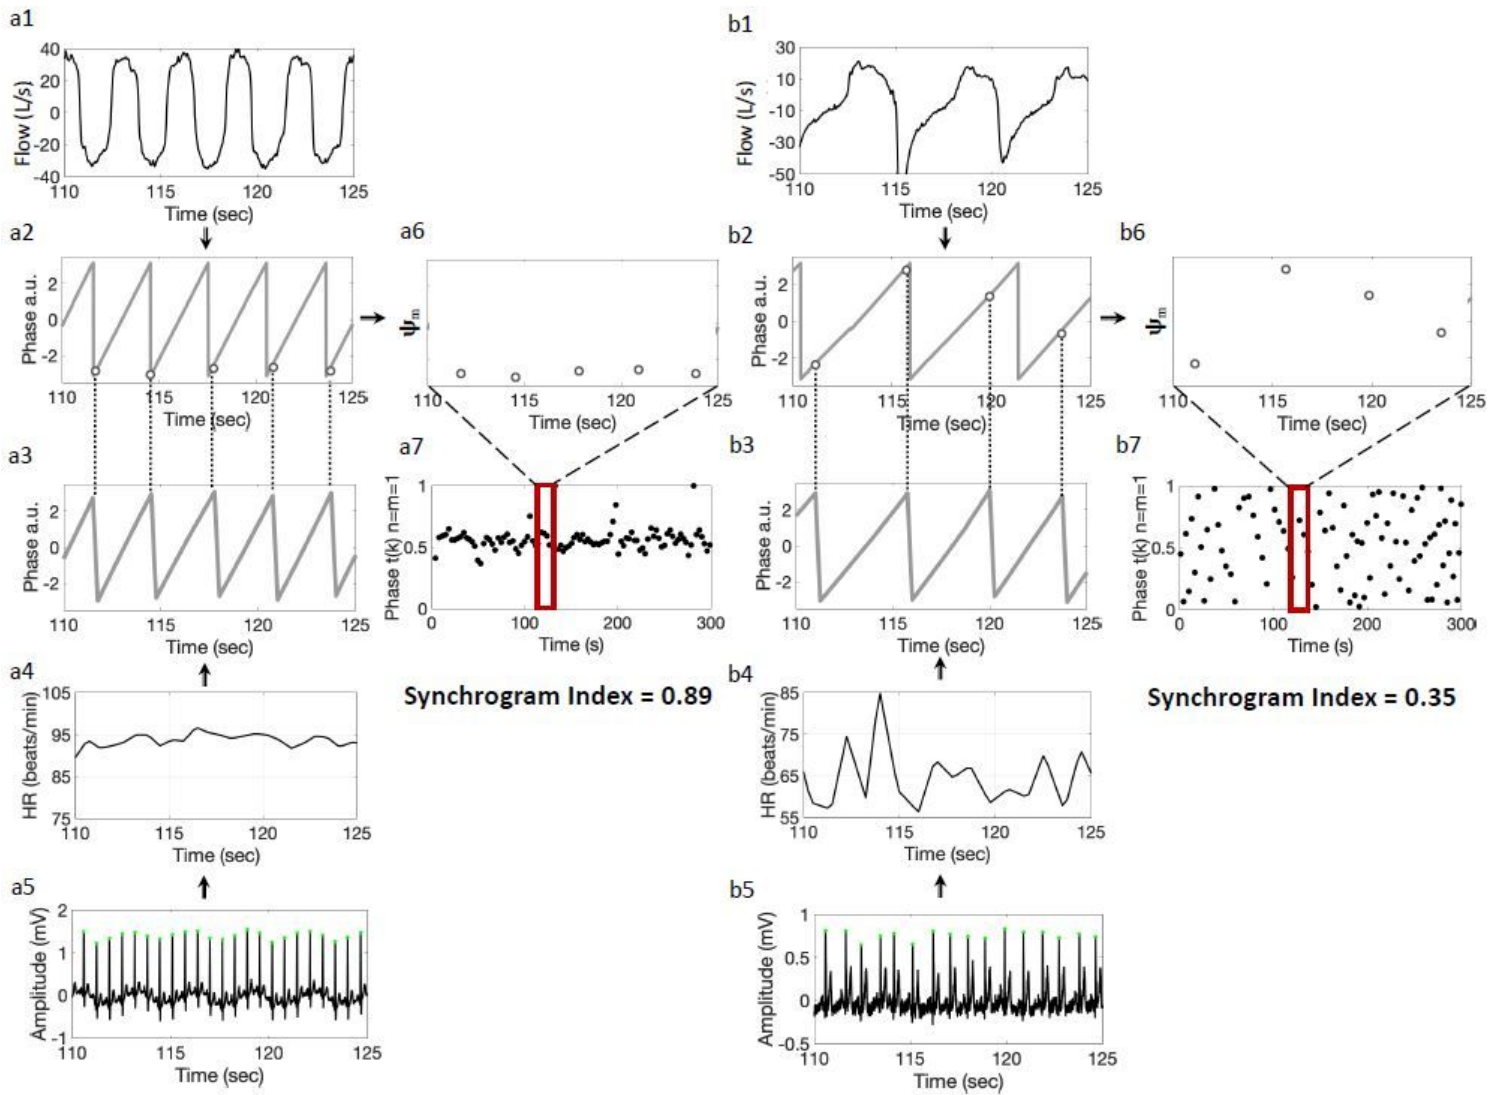 a1
40
20
0
-20
-40
Flow (L/s)
110 115 120 125
Time (sec)
b1
30
10
-10
-30
-50
Flow (L/s)
110 115 120 125
Time (sec)
a2
2
0
-2
Phase a.u.
110 115 120 125
Time (sec)
a6
Ψm
110 115 120 125
Time (sec)
b2
2
0
-2
Phase a.u.
110 115 120 125
Time (sec)
b6
Ψm
110 115 120 125
Time (sec)
a3
2
0
-2
Phase a.u.
110 115 120 125
Time (sec)
a7
1
0.5
0
Phase t(k) n=m=1
0 100 200 300
Time (s)
b3
2
0
-2
Phase a.u.
110 115 120 125
Time (sec)
b7
1
0.5
0
Phase t(k) n=m=1
0 100 200 300
Time (s)
a4
105
95
85
75
HR (beats/min)
110 115 120 125
Time (sec)
Synchrogram Index = 0.89
b4
85
75
65
55
HR (beats/min)
110 115 120 125
Time (sec)
Synchrogram Index = 0.35
a5
2
1
0
-1
Amplitude (mV)
110 115 120 125
Time (sec)
b5
1
0.5
0
-0.5
Amplitude (mV)
110 115 120 125
Time (sec)